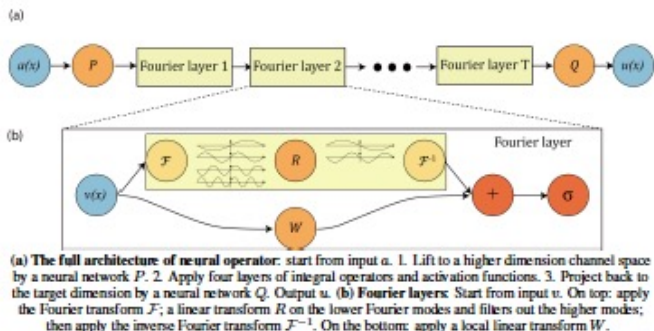 (a)
a(x) P Fourier layer 1 Fourier layer 2 Fourier layer T Q u(x)
(b)
Fourier layer
F R F⁻¹
v(x) + σ
W
(a) The full architecture of neural operator: start from input a. 1. Lift to a higher dimension channel space
by a neural network P. 2. Apply four layers of integral operators and activation functions. 3. Project back to
the target dimension by a neural network Q. Output u. (b) Fourier layers: Start from input v. On top: apply
the Fourier transform F; a linear transform R on the lower Fourier modes and filters out the higher modes;
then apply the inverse Fourier transform F⁻¹. On the bottom: apply a local linear transform W.